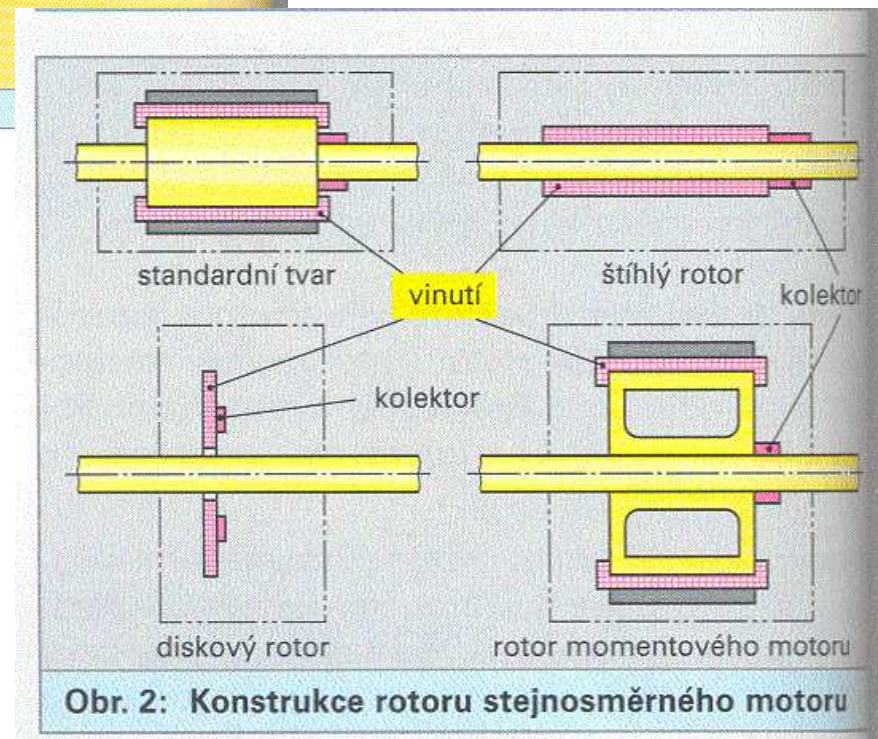 standardní tvar
štíhlý rotor
vinutí
kolektor
kolektor
diskový rotor
rotor momentového motoru
Obr. 2: Konstrukce rotoru stejnosměrného motoru